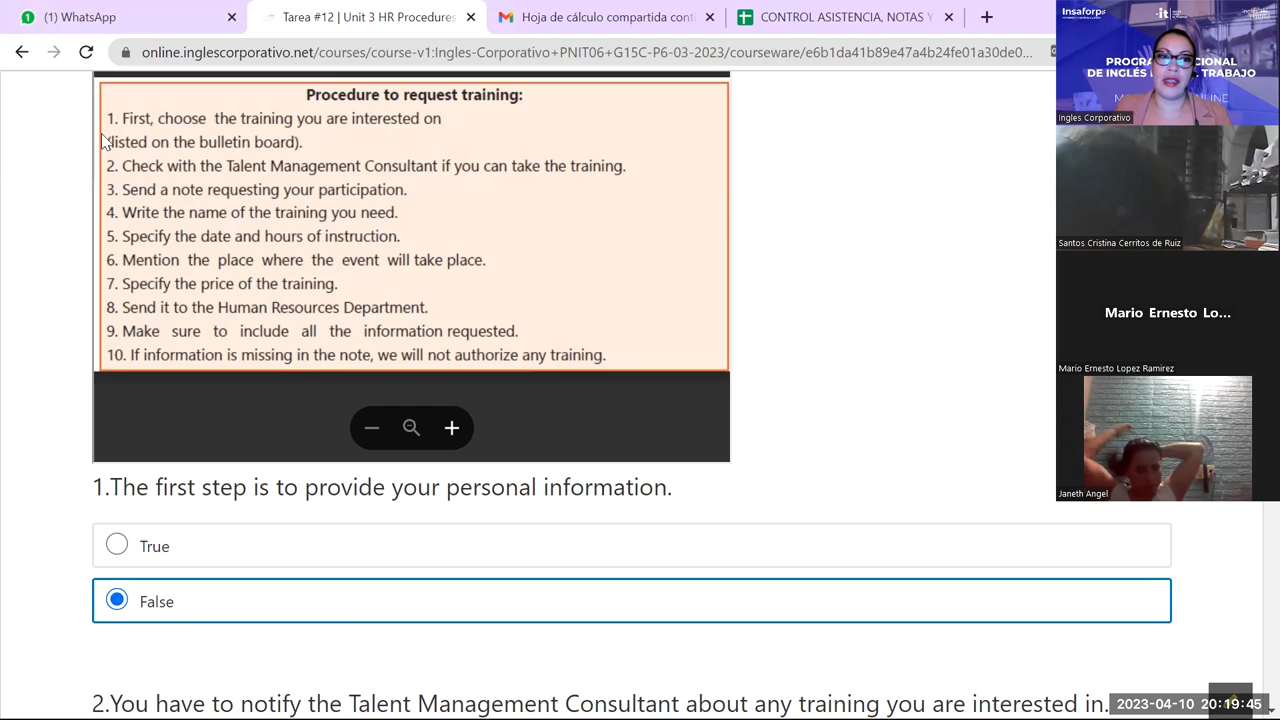 (1) WhatsApp
Tarea #12 | Unit 3 HR Procedures
Hoja de cálculo compartida con
CONTROL ASISTENCIA, NOTAS Y
online.inglescorporativo.net/courses/course-v1:Ingles-Corporativo+PNIT06+G15C-P6-03-2023/courseware/e6b1da41b89e47a4b24fe01a30de0...
Procedure to request training:
1. First, choose the training you are interested on
(listed on the bulletin board).
2. Check with the Talent Management Consultant if you can take the training.
3. Send a note requesting your participation.
4. Write the name of the training you need.
5. Specify the date and hours of instruction.
6. Mention the place where the event will take place.
7. Specify the price of the training.
8. Send it to the Human Resources Department.
9. Make sure to include all the information requested.
10. If information is missing in the note, we will not authorize any training.
1.The first step is to provide your personal information.
True
False
2.You have to notify the Talent Management Consultant about any training you are interested in.
Insaforp
Ingles Corporativo
Santos Cristina Cerritos de Ruiz
Mario Ernesto Lo...
Mario Ernesto Lopez Ramirez
Janeth Angel
2023-04-10 20:19:45